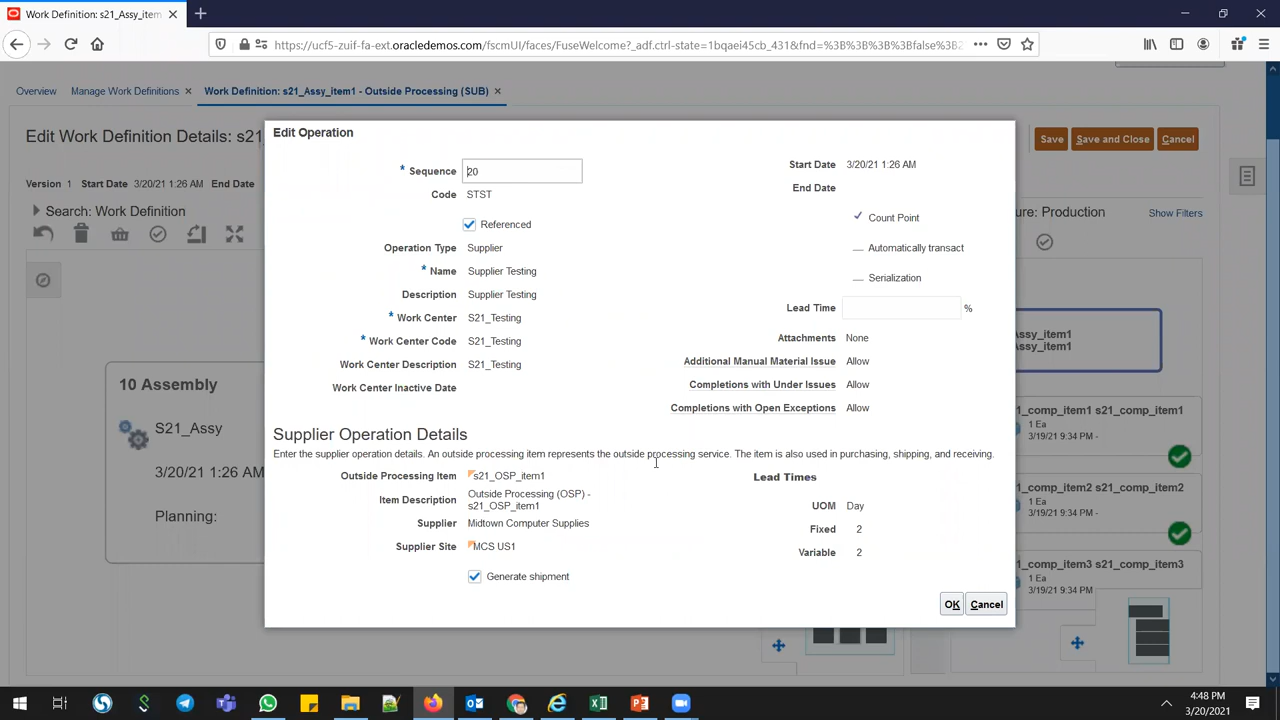 Work Definition: s21_Assy_item
https://ucf5-zuif-fa-ext.oracledemos.com/fscmUI/faces/FuseWelcome?_adf.ctrl-state=1bqaei45cb_431&fnd=%3B%3B%3B%3Bfalse%3B2
Overview Manage Work Definitions Work Definition: s21_Assy_item1 - Outside Processing (SUB)
Edit Work Definition Details: s21_
Save Save and Close Cancel
Version 1 Start Date 3/20/21 1:26 AM End Date
Search: Work Definition
ure: Production
Show Filters
10 Assembly
S21_Assy
3/20/21 1:26 A
Planning:
Edit Operation
* Sequence 20
Code STST
Referenced
Operation Type Supplier
* Name Supplier Testing
Description Supplier Testing
* Work Center S21_Testing
* Work Center Code S21_Testing
Work Center Description S21_Testing
Work Center Inactive Date
Start Date 3/20/21 1:26 AM
End Date
Count Point
Automatically transact
Serialization
Lead Time %
Attachments None
Additional Manual Material Issue Allow
Completions with Under Issues Allow
Completions with Open Exceptions Allow
Supplier Operation Details
Enter the supplier operation details. An outside processing item represents the outside processing service. The item is also used in purchasing, shipping, and receiving.
Outside Processing Item s21_OSP_item1
Item Description Outside Processing (OSP) -
s21_OSP_item1
Supplier Midtown Computer Supplies
Supplier Site MCS US1
Generate shipment
Lead Times
UOM Day
Fixed 2
Variable 2
OK Cancel
Assy_item1
Assy_item1
_comp_item1 s21_comp_item1
1 Ea
3/19/21 9:34 PM -
_comp_item2 s21_comp_item2
1 Ea
3/19/21 9:34 PM -
_comp_item3 s21_comp_item3
1 Ea
3/19/21 9:34 PM -
4:48 PM
3/20/2021